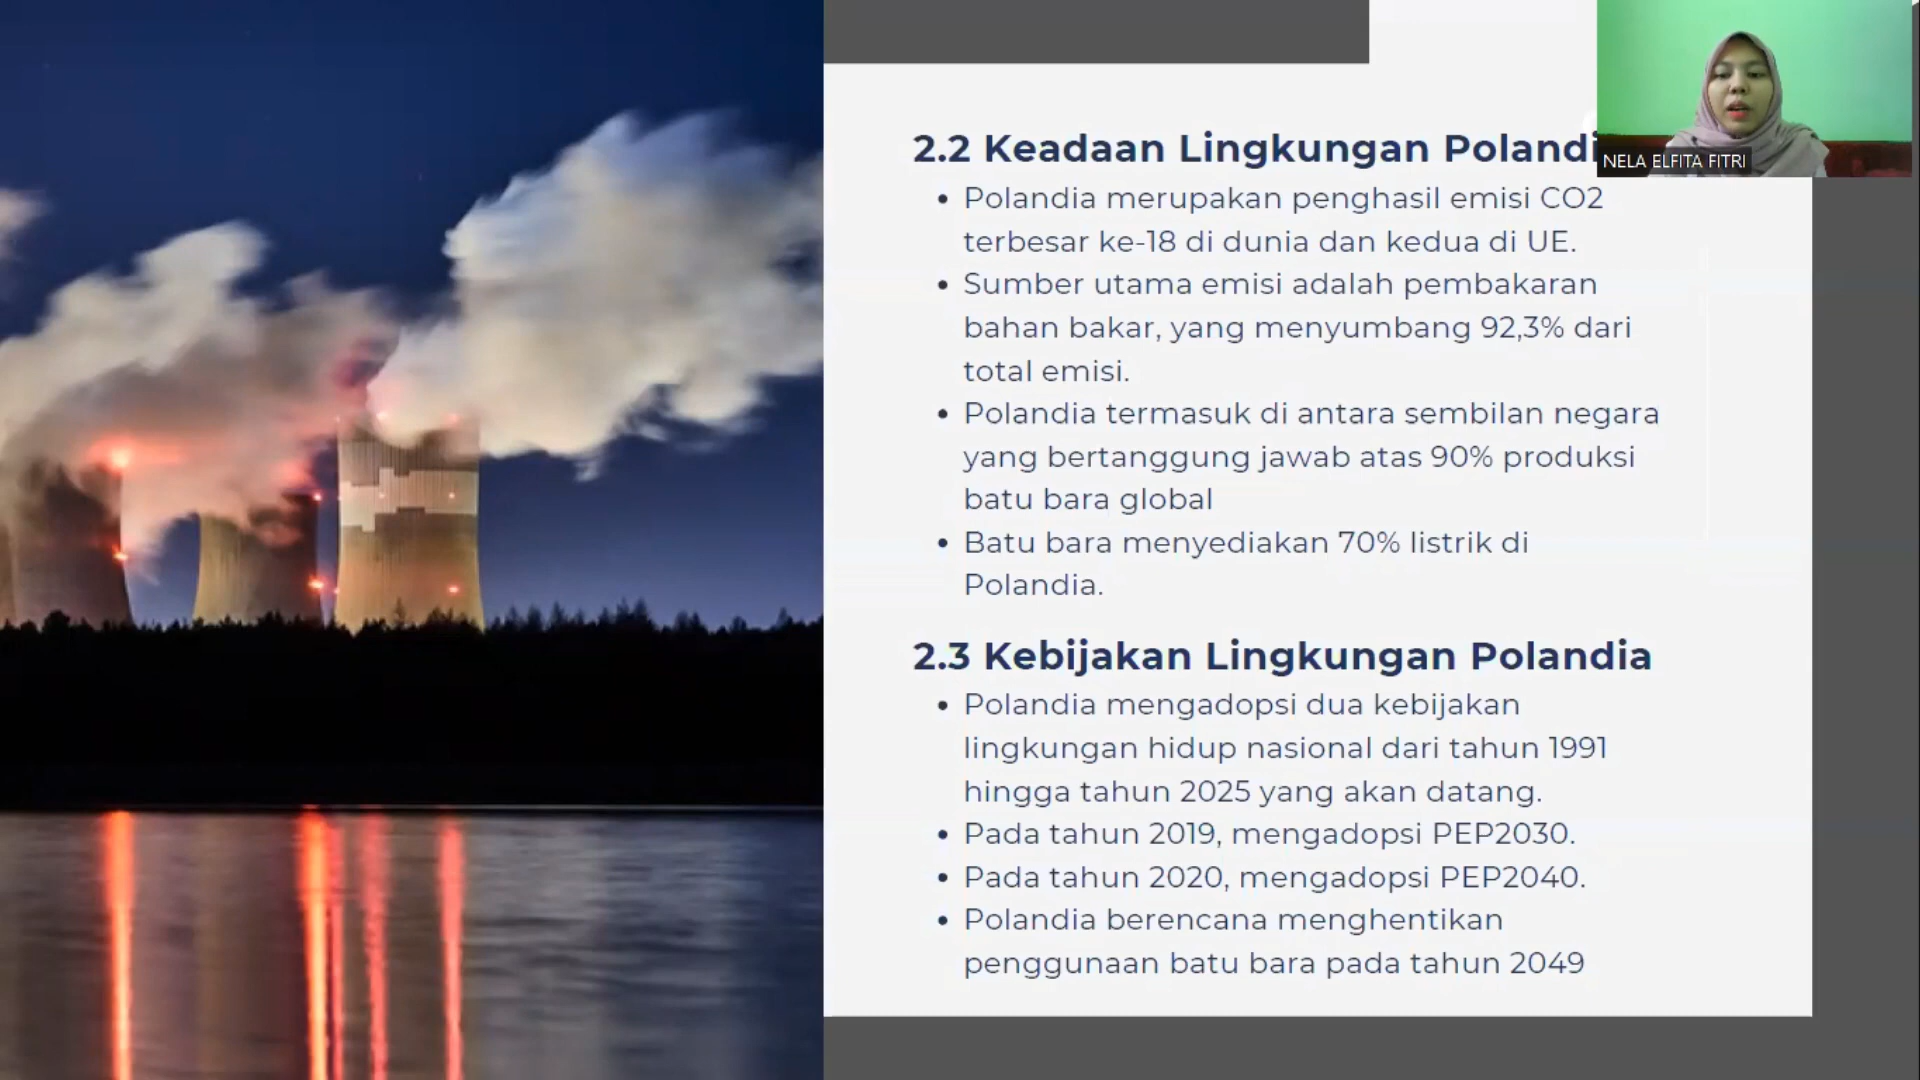 2.2 Keadaan Lingkungan Polandi
• Polandia merupakan penghasil emisi CO2
terbesar ke-18 di dunia dan kedua di UE.
• Sumber utama emisi adalah pembakaran
bahan bakar, yang menyumbang 92,3% dari
total emisi.
• Polandia termasuk di antara sembilan negara
yang bertanggung jawab atas 90% produksi
batu bara global
• Batu bara menyediakan 70% listrik di
Polandia.
2.3 Kebijakan Lingkungan Polandia
• Polandia mengadopsi dua kebijakan
lingkungan hidup nasional dari tahun 1991
hingga tahun 2025 yang akan datang.
• Pada tahun 2019, mengadopsi PEP2030.
• Pada tahun 2020, mengadopsi PEP2040.
• Polandia berencana menghentikan
penggunaan batu bara pada tahun 2049
NELA ELFITA FITRI